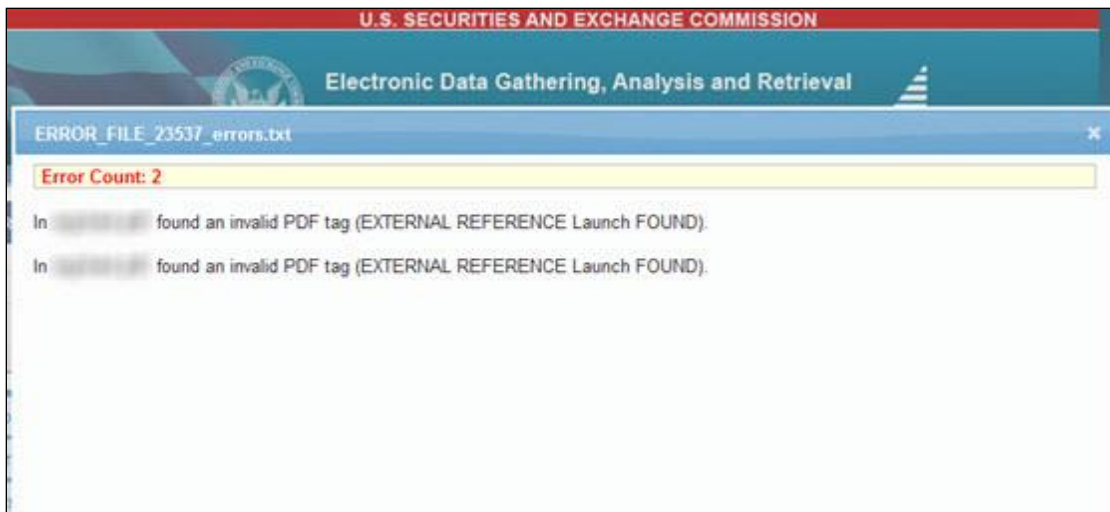 U.S. SECURITIES AND EXCHANGE COMMISSION
Electronic Data Gathering, Analysis and Retrieval
ERROR_FILE_23537_errors.txt
Error Count: 2
In found an invalid PDF tag (EXTERNAL REFERENCE Launch FOUND).
In found an invalid PDF tag (EXTERNAL REFERENCE Launch FOUND).